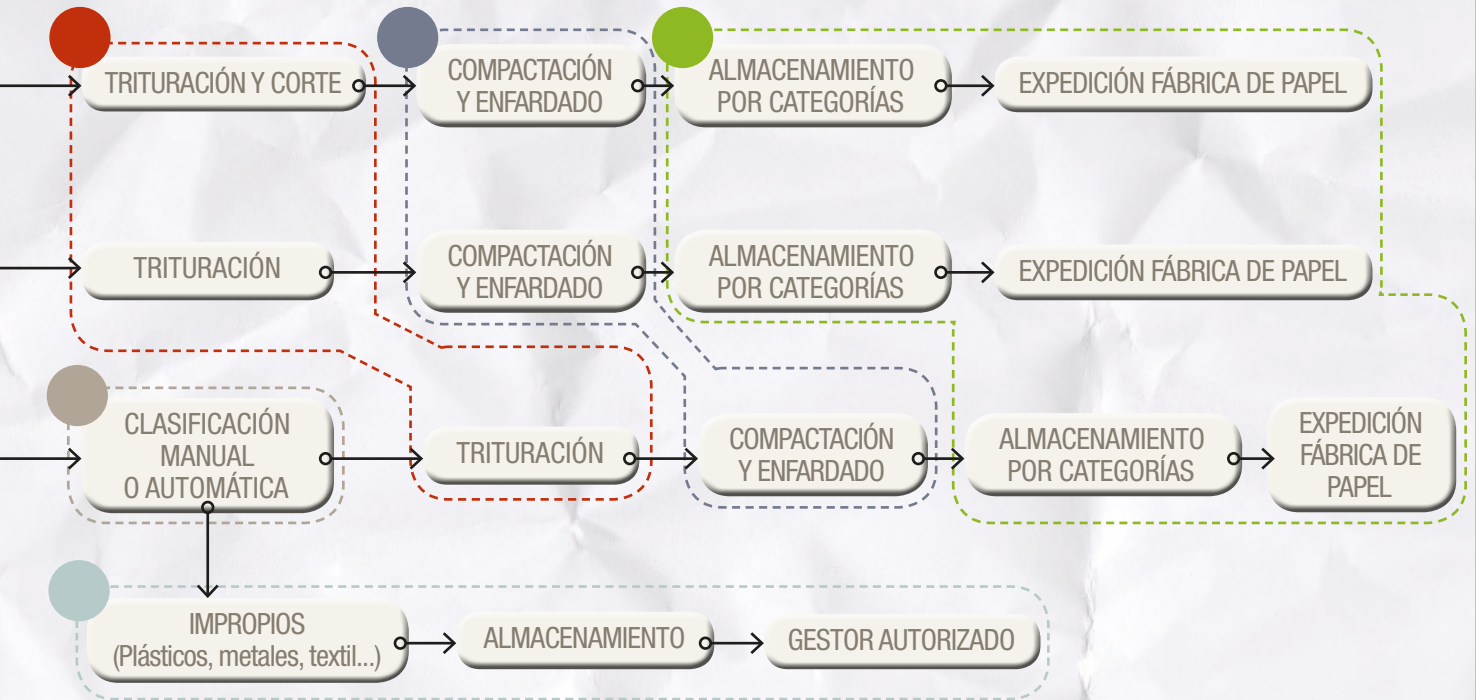 TRITURACIÓN Y CORTE
COMPACTACIÓN
Y ENFARDADO
ALMACENAMIENTO
POR CATEGORÍAS
EXPEDICIÓN FÁBRICA DE PAPEL
TRITURACIÓN
COMPACTACIÓN
Y ENFARDADO
ALMACENAMIENTO
POR CATEGORÍAS
EXPEDICIÓN FÁBRICA DE PAPEL
CLASIFICACIÓN
MANUAL
O AUTOMÁTICA
TRITURACIÓN
COMPACTACIÓN
Y ENFARDADO
ALMACENAMIENTO
POR CATEGORÍAS
EXPEDICIÓN
FÁBRICA DE
PAPEL
IMPROPIOS
(Plásticos, metales, textil...)
ALMACENAMIENTO
GESTOR AUTORIZADO